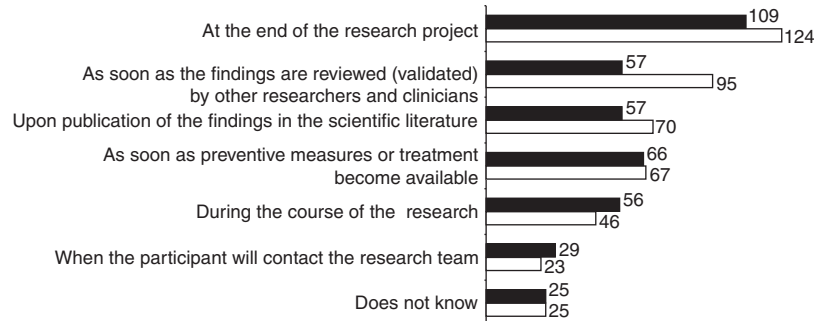 At the end of the research project
109
124
As soon as the findings are reviewed (validated)
by other researchers and clinicians
57
95
Upon publication of the findings in the scientific literature
57
70
As soon as preventive measures or treatment
become available
66
67
During the course of the research
56
46
When the participant will contact the research team
29
23
Does not know
25
25